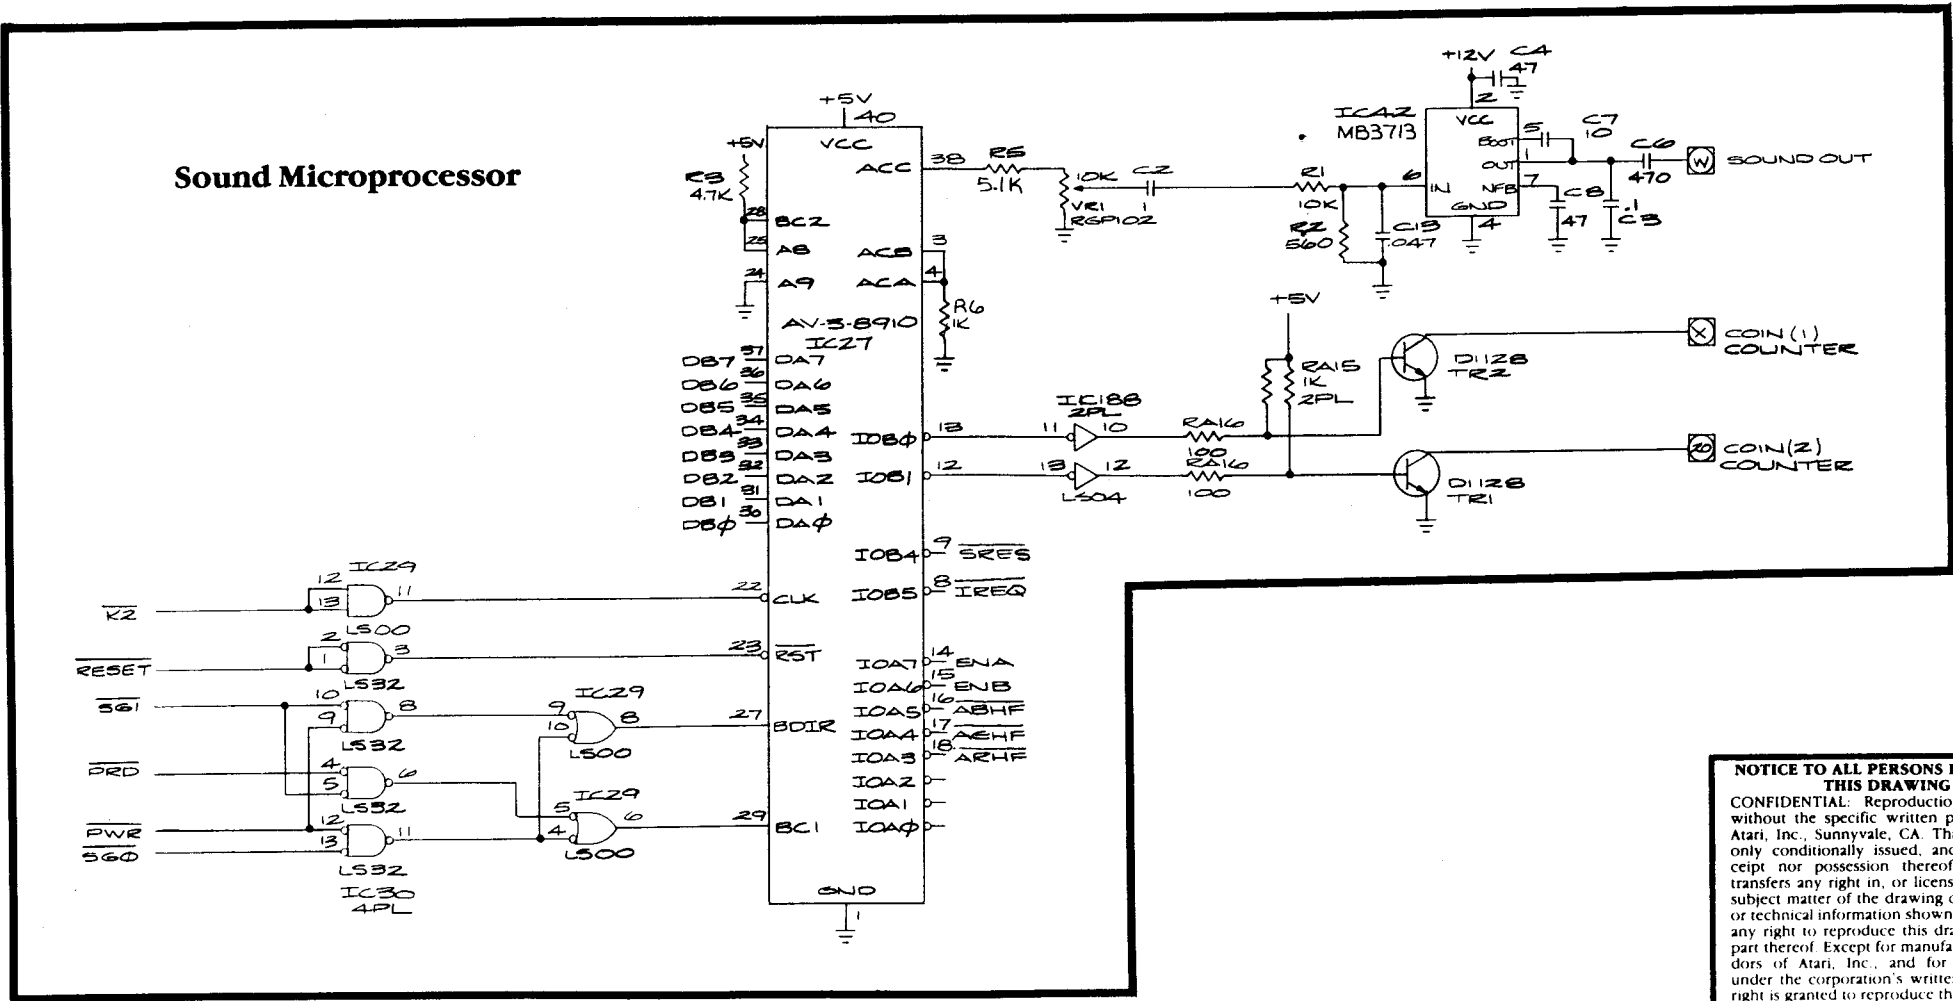 Sound Microprocessor
+5V
40
VCC
+5V
R3
4.7K
28
BC2
25
A8
24
A9
ACC
38
R5
5.1K
10K
VR1
RGP102
C2
1
R1
10K
R2
560
C13
.047
+12V
C4
47
2
IC42
MB3713
VCC
BOOT
5
C7
10
OUT
1
C6
470
W
SOUND OUT
6
IN
NFB
7
C8
47
.1
C3
GND
4
ACB
3
ACA
4
R6
1K
AY-3-8910
IC27
DB7 37 DA7
DB6 36 DA6
DB5 35 DA5
DB4 34 DA4
DB3 33 DA3
DB2 32 DA2
DB1 31 DA1
DBφ 30 DAφ
+5V
RA15
1K
2PL
D1128
TR2
X
COIN (1)
COUNTER
IOBφ
13
IC188
2PL
11
10
RA16
100
IOB1
12
13
12
LS04
RA16
100
D1128
TR1
20
COIN(2)
COUNTER
IOB4 9 SRES
IOB5 8 IREQ
K2
12
13
IC29
11
LS00
22
CLK
RESET
2
1
3
LS32
23
RST
SG1
10
9
8
LS32
IC29
9
10
8
LS00
27
BDIR
PRD
4
5
6
LS32
IC29
5
4
6
LS00
29
BC1
PWR
SGφ
12
13
11
LS32
IC30
4PL
IOA7 14 ENA
IOA6 15 ENB
IOA5 16 ABHF
IOA4 17 AEHF
IOA3 18 ARHF
IOA2
IOA1
IOAφ
GND
1
NOTICE TO ALL PERSONS
THIS DRAWING
CONFIDENTIAL: Reproductio
without the specific written p
Atari, Inc., Sunnyvale, CA. Th
only conditionally issued, and
ceipt nor possession thereof
transfers any right in, or licens
subject matter of the drawing
or technical information shown
any right to reproduce this dra
part thereof. Except for manufa
dors of Atari, Inc., and for
under the corporation's writte
right is granted to reproduce th